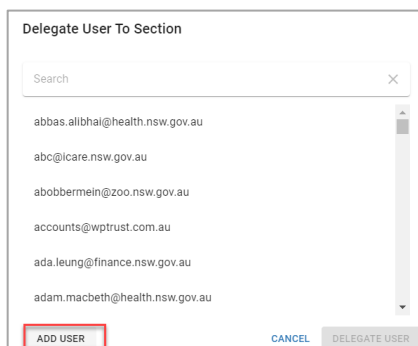 Delegate User To Section
Search
abbas.alibhai@health.nsw.gov.au
abc@icare.nsw.gov.au
abobbermein@zoo.nsw.gov.au
accounts@wptrust.com.au
ada.leung@finance.nsw.gov.au
adam.macbeth@health.nsw.gov.au
ADD USER CANCEL DELEGATE USER